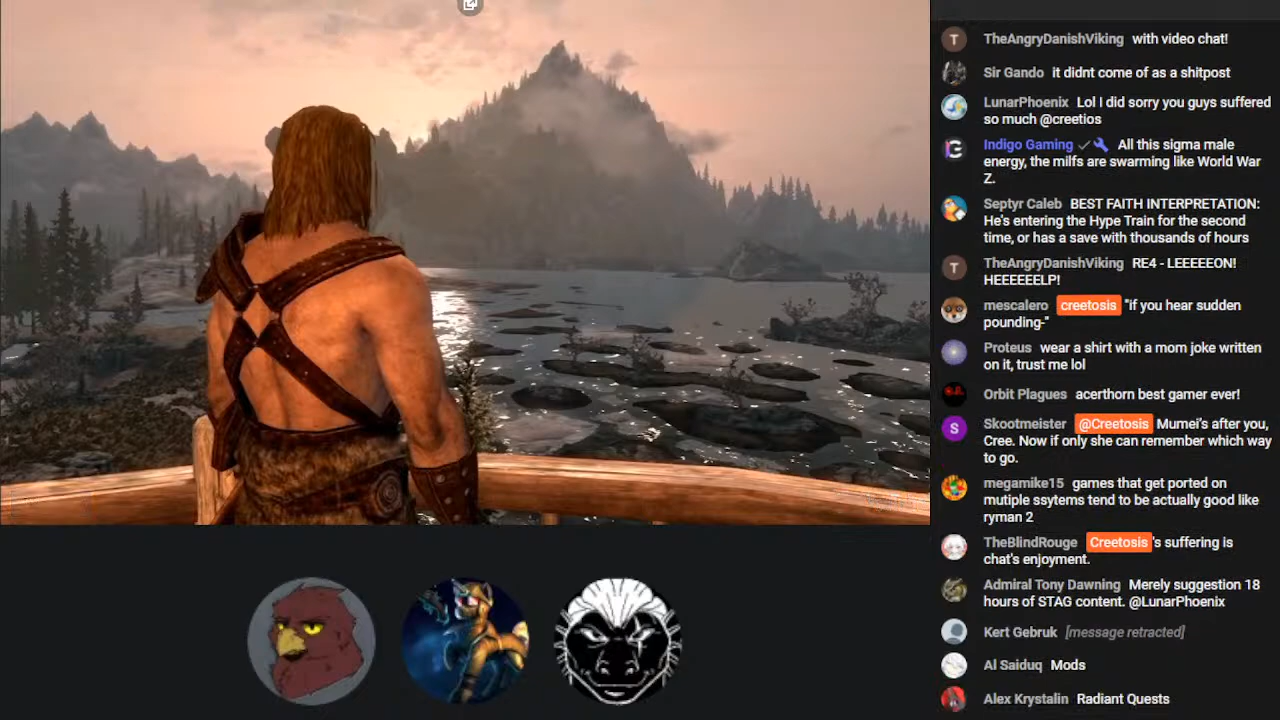 T TheAngryDanishViking with video chat!
Sir Gando it didnt come of as a shitpost
LunarPhoenix Lol I did sorry you guys suffered
so much @creetios
Indigo Gaming All this sigma male
energy, the milfs are swarming like World War
Z.
Septyr Caleb BEST FAITH INTERPRETATION:
He's entering the Hype Train for the second
time, or has a save with thousands of hours
T TheAngryDanishViking RE4 - LEEEEEON!
HEEEEEELP!
mescalero creetosis "if you hear sudden
pounding-"
Proteus wear a shirt with a mom joke written
on it, trust me lol
Orbit Plagues acerthorn best gamer ever!
S Skootmeister @Creetosis Mumei's after you,
Cree. Now if only she can remember which way
to go.
megamike15 games that get ported on
mutiple ssytems tend to be actually good like
ryman 2
TheBlindRouge Creetosis 's suffering is
chat's enjoyment.
Admiral Tony Dawning Merely suggestion 18
hours of STAG content. @LunarPhoenix
Kert Gebruk [message retracted]
Al Saiduq Mods
Alex Krystalin Radiant Quests